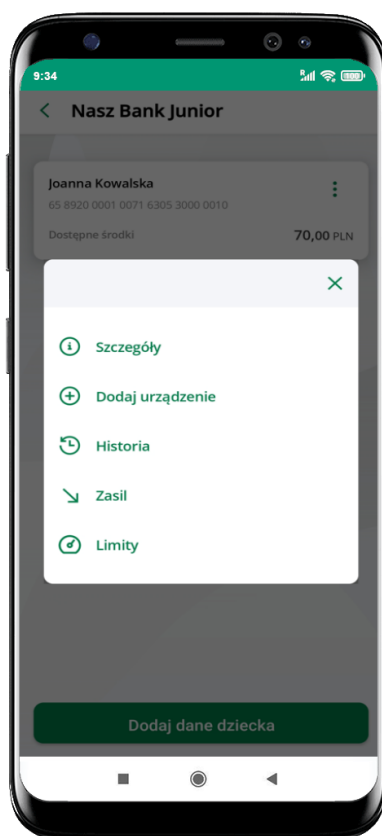 9:34
R
100
Nasz Bank Junior
Joanna Kowalska
65 8920 0001 0071 6305 3000 0010
Dostępne środki 70,00 PLN
Szczegóły
Dodaj urządzenie
Historia
Zasil
Limity
Dodaj dane dziecka